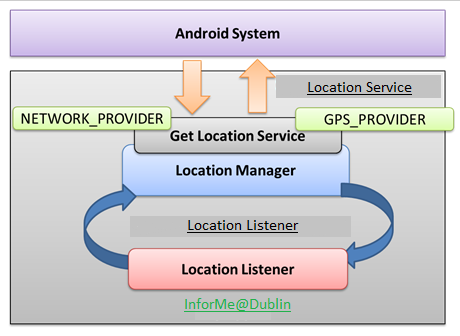 Android System
Location Service
NETWORK_PROVIDER
GPS_PROVIDER
Get Location Service
Location Manager
Location Listener
Location Listener
InforMe@Dublin